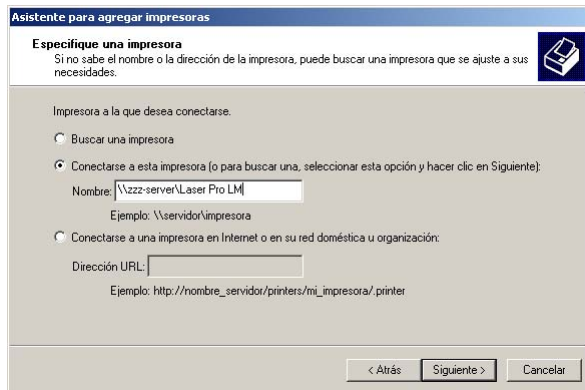 Asistente para agregar impresoras
Especifique una impresora
Si no sabe el nombre o la dirección de la impresora, puede buscar una impresora que se ajuste a sus
necesidades.
Impresora a la que desea conectarse.
Buscar una impresora
Conectarse a esta impresora (o para buscar una, seleccionar esta opción y hacer clic en Siguiente):
Nombre: \\zzz-server\Laser Pro LM
Ejemplo: \\servidor\impresora
Conectarse a una impresora en Internet o en su red doméstica u organización:
Dirección URL:
Ejemplo: http://nombre_servidor/printers/mi_impresora/.printer
< Atrás Siguiente > Cancelar